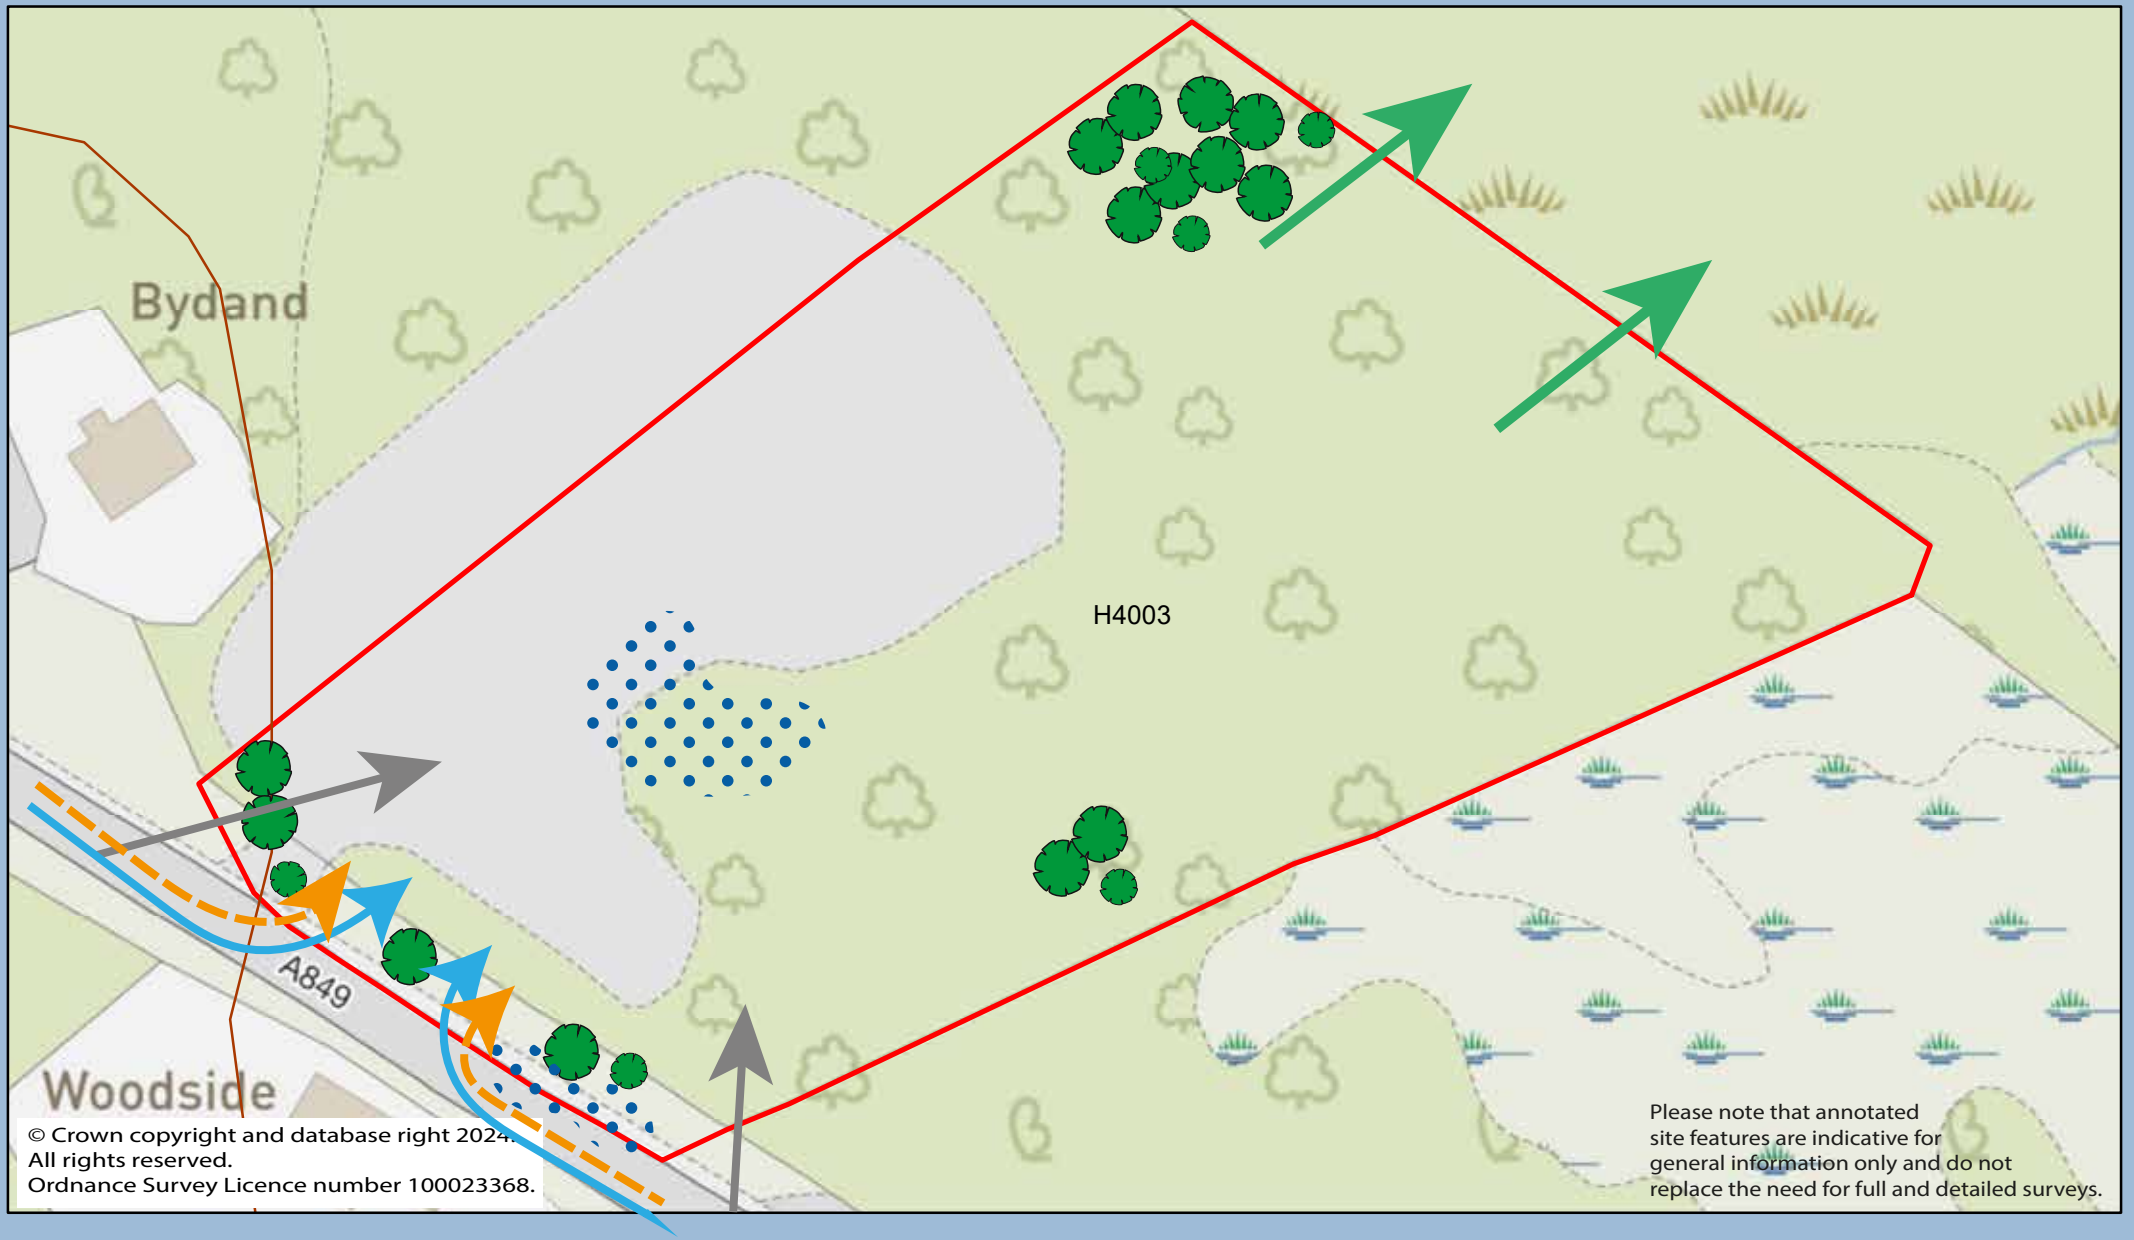 Bydand
H4003
A849
Woodside
© Crown copyright and database right 2024.
All rights reserved.
Ordnance Survey Licence number 100023368.
Please note that annotated
site features are indicative for
general information only and do not
replace the need for full and detailed surveys.